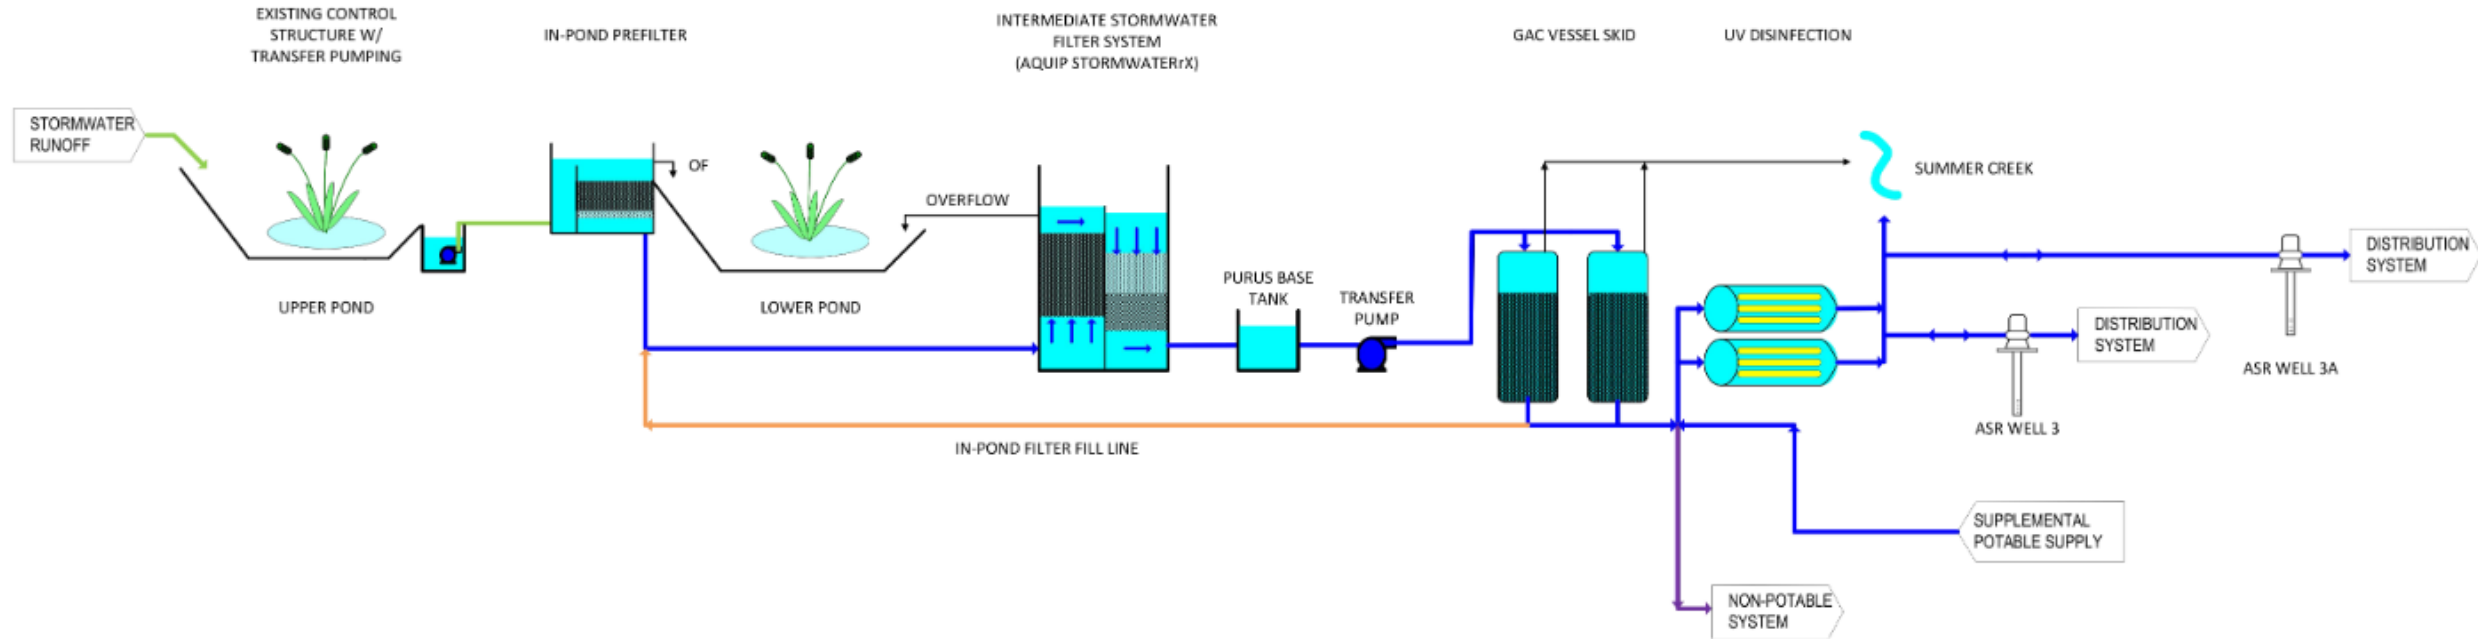 EXISTING CONTROL
STRUCTURE W/
TRANSFER PUMPING
IN-POND PREFILTER
INTERMEDIATE STORMWATER
FILTER SYSTEM
(AQUIP STORMWATERrX)
GAC VESSEL SKID
UV DISINFECTION
STORMWATER
RUNOFF
OF
OVERFLOW
SUMMER CREEK
UPPER POND
LOWER POND
PURUS BASE
TANK
TRANSFER
PUMP
DISTRIBUTION
SYSTEM
DISTRIBUTION
SYSTEM
ASR WELL 3A
ASR WELL 3
IN-POND FILTER FILL LINE
SUPPLEMENTAL
POTABLE SUPPLY
NON-POTABLE
SYSTEM